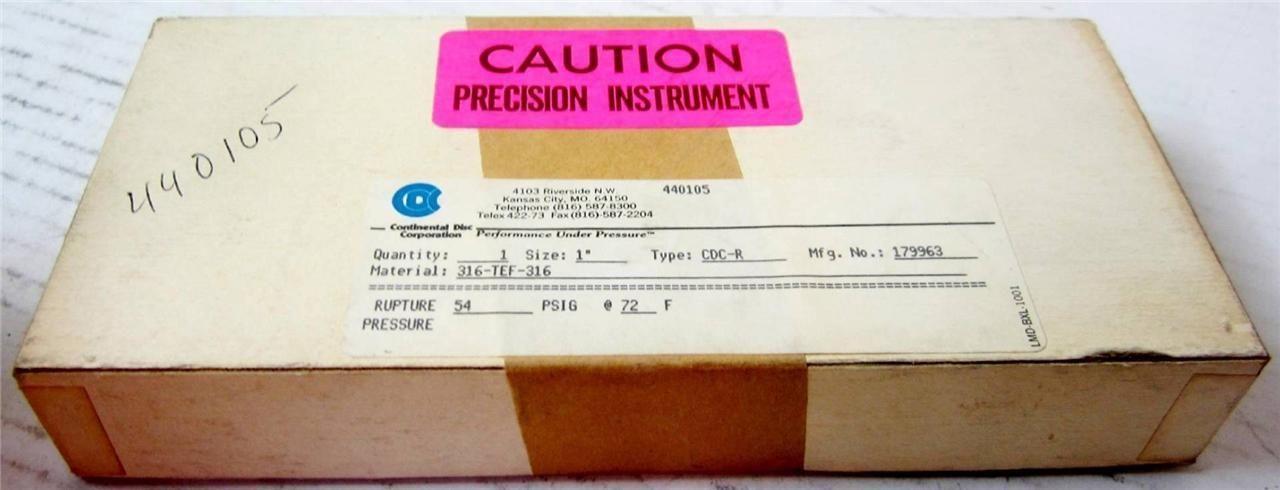 CAUTION
PRECISION INSTRUMENT
440105
4103 Riverside N.W. 440105
Kansas City, MO. 64150
Telephone (816) 587-8300
Telex 422-73 Fax (816)-587-2204
CDC
Continental Disc
Corporation Performance Under Pressure™
Quantity: 1 Size: 1" Type: CDC-R Mfg. No.: 179963
Material: 316-TEF-316
RUPTURE 54 PSIG @ 72 F
PRESSURE
LMD-BXL-1001